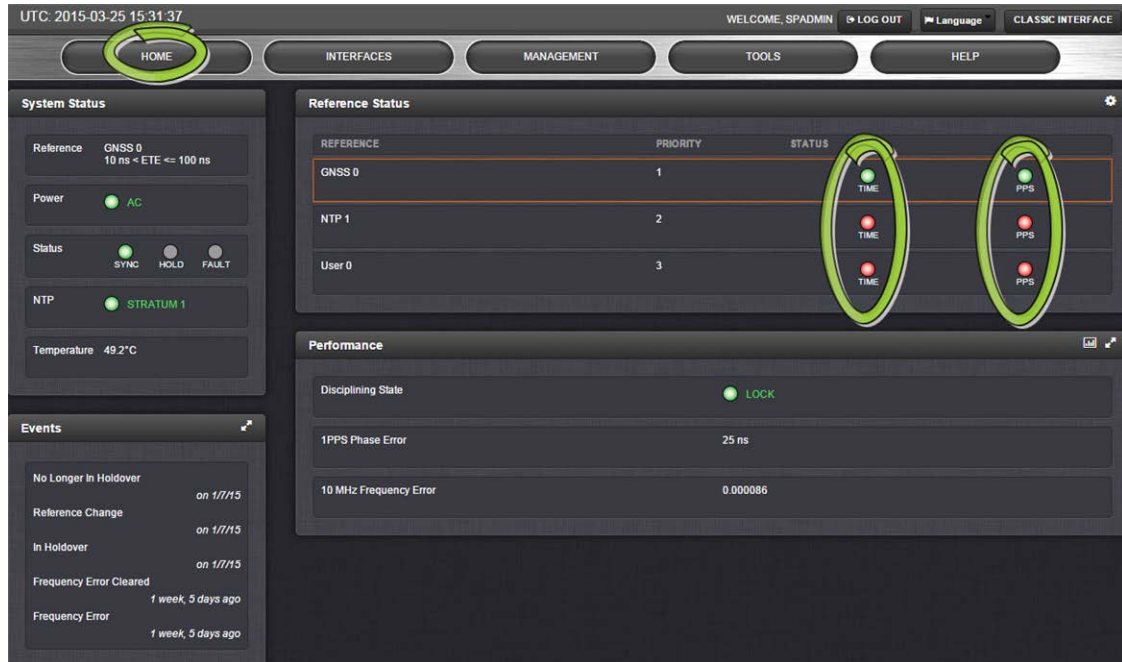 UTC: 2015-03-25 15:31:37
WELCOME, SPADMIN
LOG OUT
Language
CLASSIC INTERFACE
HOME
INTERFACES
MANAGEMENT
TOOLS
HELP
System Status
Reference
GNSS 0
10 ns < ETE <= 100 ns
Power
AC
Status
SYNC HOLD FAULT
NTP
STRATUM 1
Temperature 49.2°C
Events
No Longer In Holdover
on 1/7/15
Reference Change
on 1/7/15
In Holdover
on 1/7/15
Frequency Error Cleared
1 week, 5 days ago
Frequency Error
1 week, 5 days ago
Reference Status
REFERENCE PRIORITY STATUS
GNSS 0 1 TIME PPS
NTP 1 2 TIME PPS
User 0 3 TIME PPS
Performance
Disciplining State LOCK
1PPS Phase Error 25 ns
10 MHz Frequency Error 0.000086